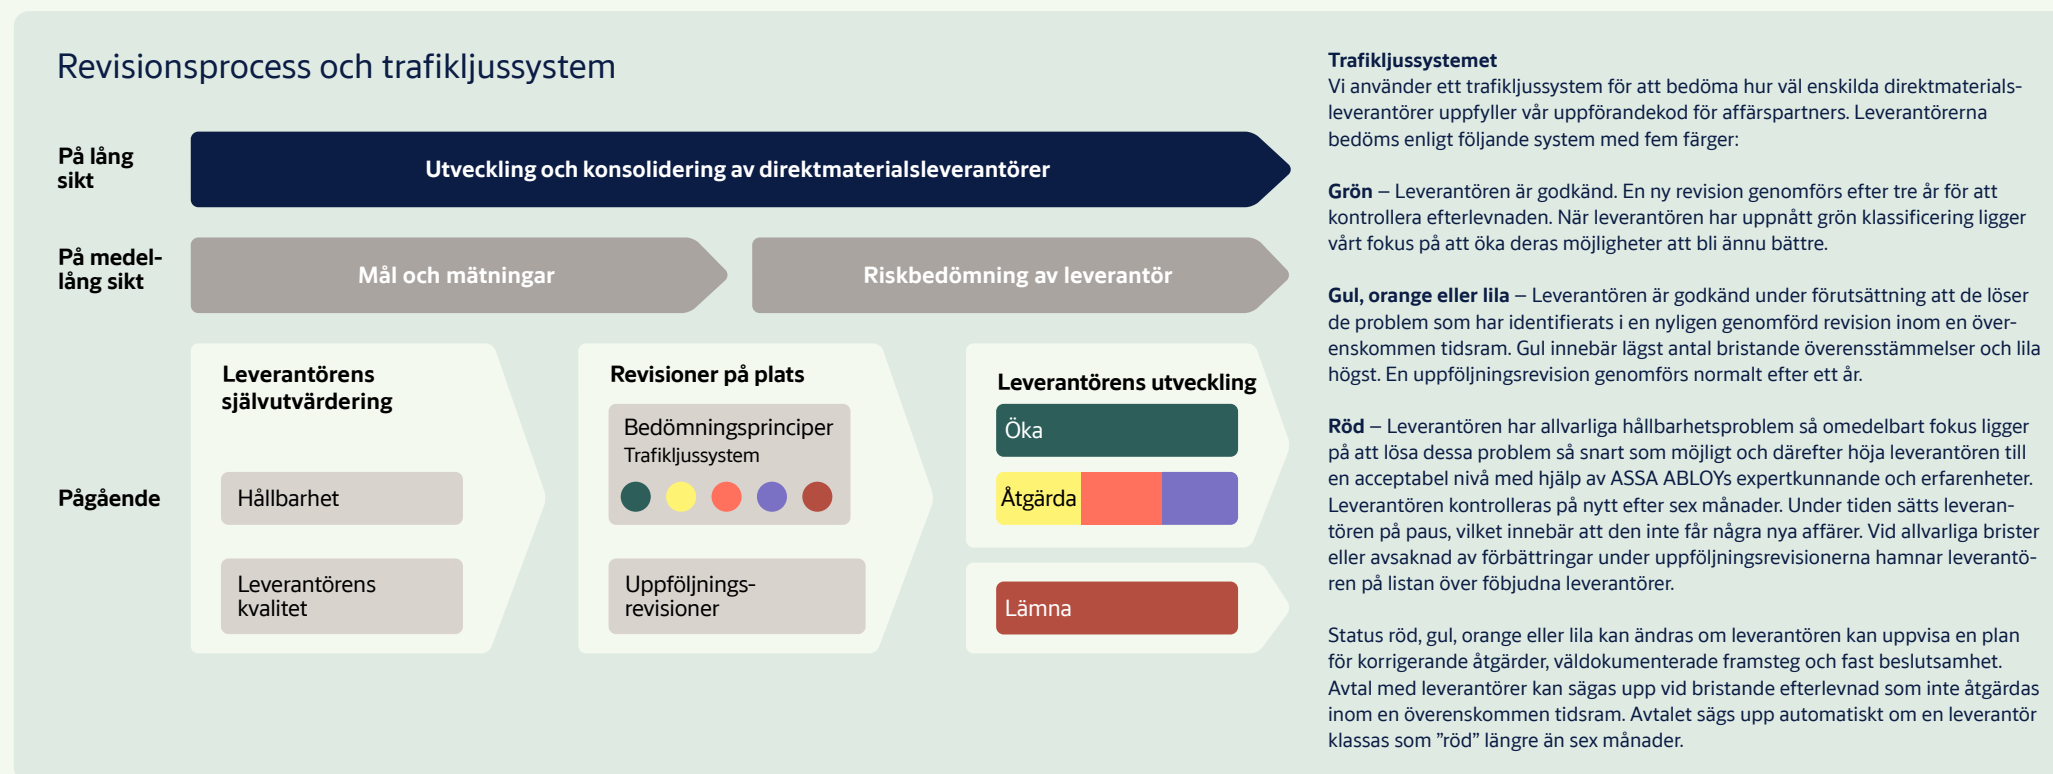 Revisionsprocess och trafikljussystem
På lång
sikt
Utveckling och konsolidering av direktmaterialsleverantörer
På medel-
lång sikt
Mål och mätningar
Riskbedömning av leverantör
Pågående
Leverantörens
självutvärdering
Hållbarhet
Leverantörens
kvalitet
Revisioner på plats
Bedömningsprinciper
Trafikljussystem
Uppföljnings-
revisioner
Leverantörens utveckling
Öka
Åtgärda
Lämna
Trafikljussystemet
Vi använder ett trafikljussystem för att bedöma hur väl enskilda direktmaterials-
leverantörer uppfyller vår uppförandekod för affärspartners. Leverantörerna
bedöms enligt följande system med fem färger:
Grön – Leverantören är godkänd. En ny revision genomförs efter tre år för att
kontrollera efterlevnaden. När leverantören har uppnått grön klassificering ligger
vårt fokus på att öka deras möjligheter att bli ännu bättre.
Gul, orange eller lila – Leverantören är godkänd under förutsättning att de löser
de problem som har identifierats i en nyligen genomförd revision inom en över-
enskommen tidsram. Gul innebär lägst antal bristande överensstämmelser och lila
högst. En uppföljningsrevision genomförs normalt efter ett år.
Röd – Leverantören har allvarliga hållbarhetsproblem så omedelbart fokus ligger
på att lösa dessa problem så snart som möjligt och därefter höja leverantören till
en acceptabel nivå med hjälp av ASSA ABLOYs expertkunnande och erfarenheter.
Leverantören kontrolleras på nytt efter sex månader. Under tiden sätts leveran-
tören på paus, vilket innebär att den inte får några nya affärer. Vid allvarliga brister
eller avsaknad av förbättringar under uppföljningsrevisionerna hamnar leverantö-
ren på listan över föbjudna leverantörer.
Status röd, gul, orange eller lila kan ändras om leverantören kan uppvisa en plan
för korrigerande åtgärder, väldokumenterade framsteg och fast beslutsamhet.
Avtal med leverantörer kan sägas upp vid bristande efterlevnad som inte åtgärdas
inom en överenskommen tidsram. Avtalet sägs upp automatiskt om en leverantör
klassas som ”röd” längre än sex månader.